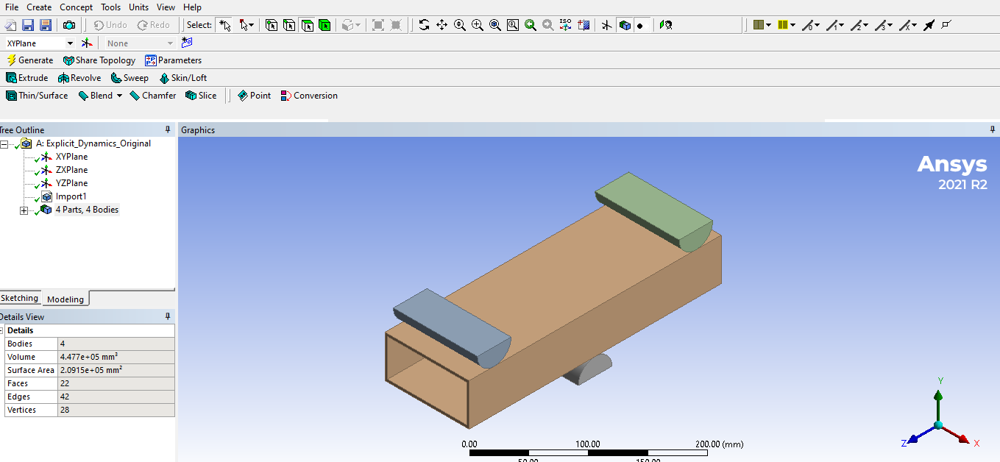 File Create Concept Tools Units View Help
Undo Redo Select: ISO
XYPlane None
Generate Share Topology Parameters
Extrude Revolve Sweep Skin/Loft
Thin/Surface Blend Chamfer Slice Point Conversion
Tree Outline
A: Explicit_Dynamics_Original
XYPlane
ZXPlane
YZPlane
Import1
4 Parts, 4 Bodies
Sketching Modeling
Details View
Details
Bodies 4
Volume 4.477e+05 mm³
Surface Area 2.0915e+05 mm²
Faces 22
Edges 42
Vertices 28
Graphics
Ansys
2021 R2
0.00 100.00 200.00 (mm)
50.00 150.00
Y
Z X